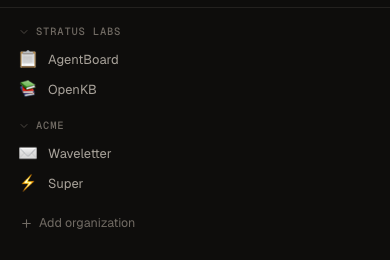 STRATUS LABS
AgentBoard
OpenKB
ACME
Waveletter
Super
+ Add organization